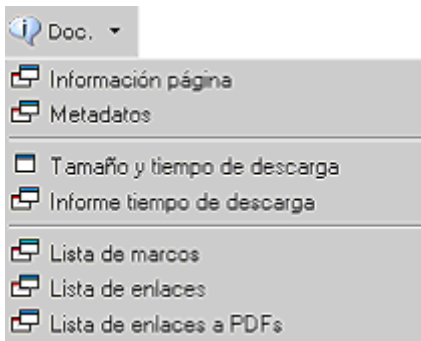 Doc.
Información página
Metadatos
Tamaño y tiempo de descarga
Informe tiempo de descarga
Lista de marcos
Lista de enlaces
Lista de enlaces a PDFs